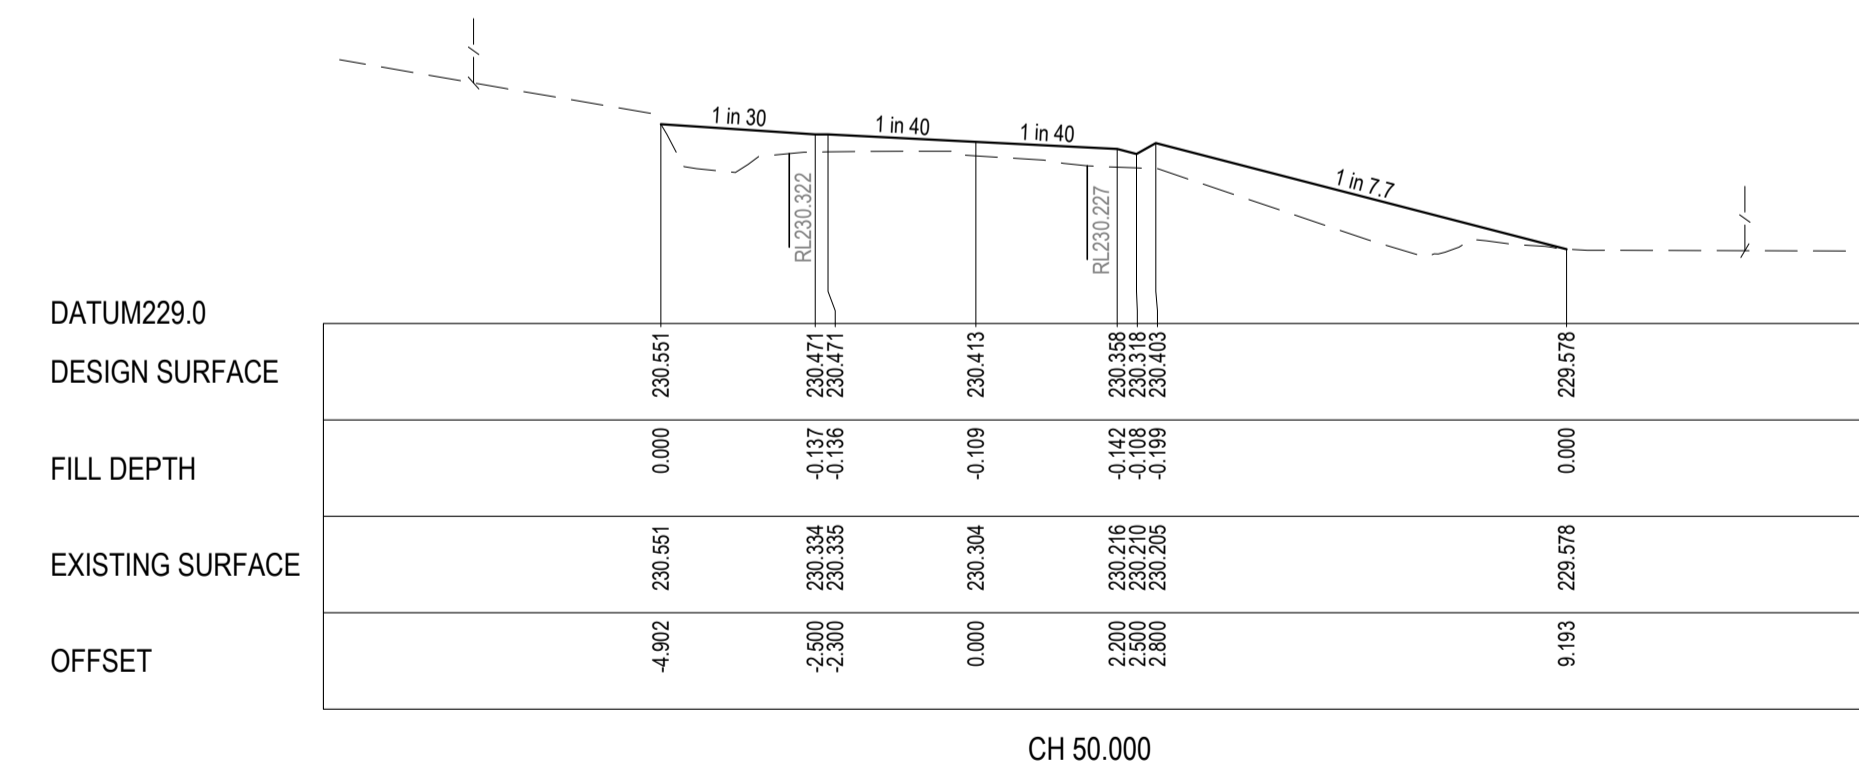 1 in 30
1 in 40
1 in 40
1 in 7.7
RL230.322
RL230.227
DATUM229.0
DESIGN SURFACE
230.551
230.471
230.471
230.413
230.358
230.318
230.403
229.578
FILL DEPTH
0.000
-0.137
-0.136
-0.109
-0.142
-0.108
-0.199
0.000
EXISTING SURFACE
230.551
230.334
230.335
230.304
230.216
230.210
230.205
229.578
OFFSET
-4.902
-2.500
-2.300
0.000
2.200
2.500
2.800
9.193
CH 50.000